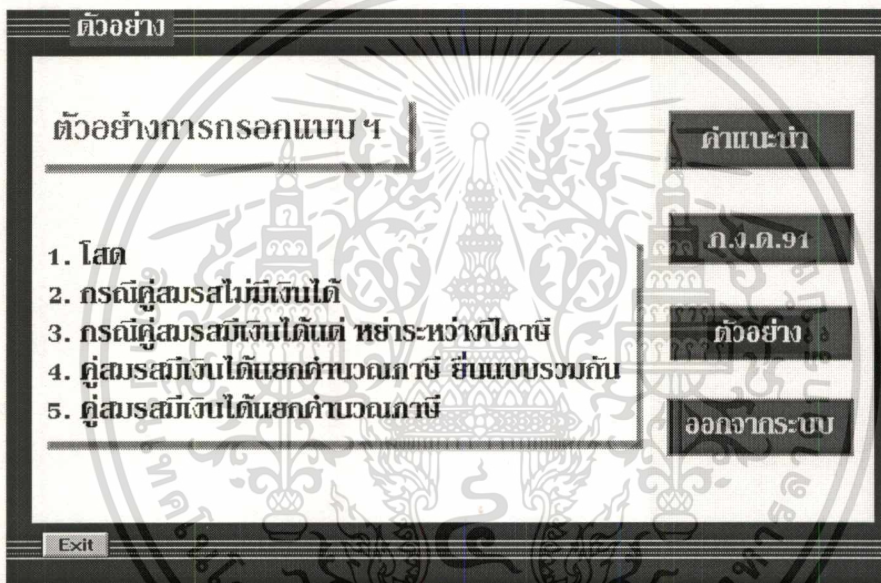 ตัวอย่าง
ตัวอย่างการกรอกแบบ ฯ
1. โสด
2. กรณีคู่สมรสไม่มีเงินได้
3. กรณีคู่สมรสมีเงินได้แต่ หย่าระหว่างปีภาษี
4. คู่สมรสมีเงินได้แยกคำนวณภาษี ยื่นแบบรวมกัน
5. คู่สมรสมีเงินได้แยกคำนวณภาษี
คำแนะนำ
ภ.ง.ด.91
ตัวอย่าง
ออกจากระบบ
Exit